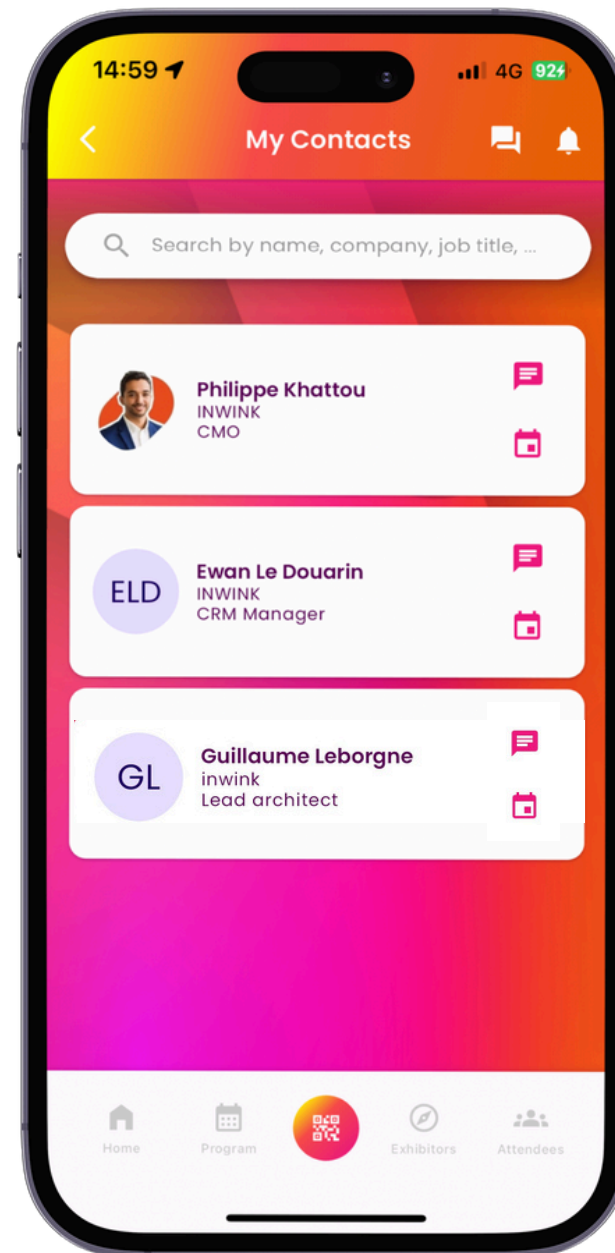 14:59
4G 92
My Contacts
Search by name, company, job title, ...
Philippe Khattou
INWINK
CMO
ELD
Ewan Le Douarin
INWINK
CRM Manager
GL
Guillaume Leborgne
inwink
Lead architect
Home
Program
Exhibitors
Attendees